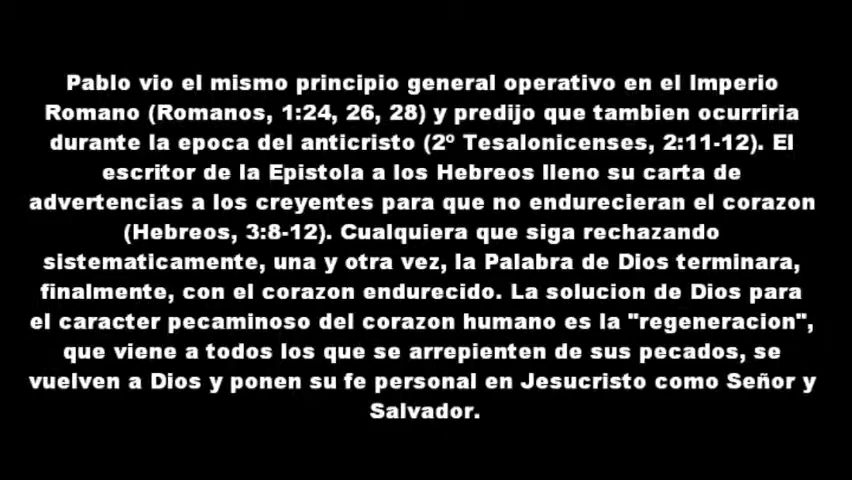 Pablo vio el mismo principio general operativo en el Imperio
Romano (Romanos, 1:24, 26, 28) y predijo que tambien ocurriria
durante la epoca del anticristo (2º Tesalonicenses, 2:11-12). El
escritor de la Epistola a los Hebreos lleno su carta de
advertencias a los creyentes para que no endurecieran el corazon
(Hebreos, 3:8-12). Cualquiera que siga rechazando
sistematicamente, una y otra vez, la Palabra de Dios terminara,
finalmente, con el corazon endurecido. La solucion de Dios para
el caracter pecaminoso del corazon humano es la "regeneracion",
que viene a todos los que se arrepienten de sus pecados, se
vuelven a Dios y ponen su fe personal en Jesucristo como Señor y
Salvador.